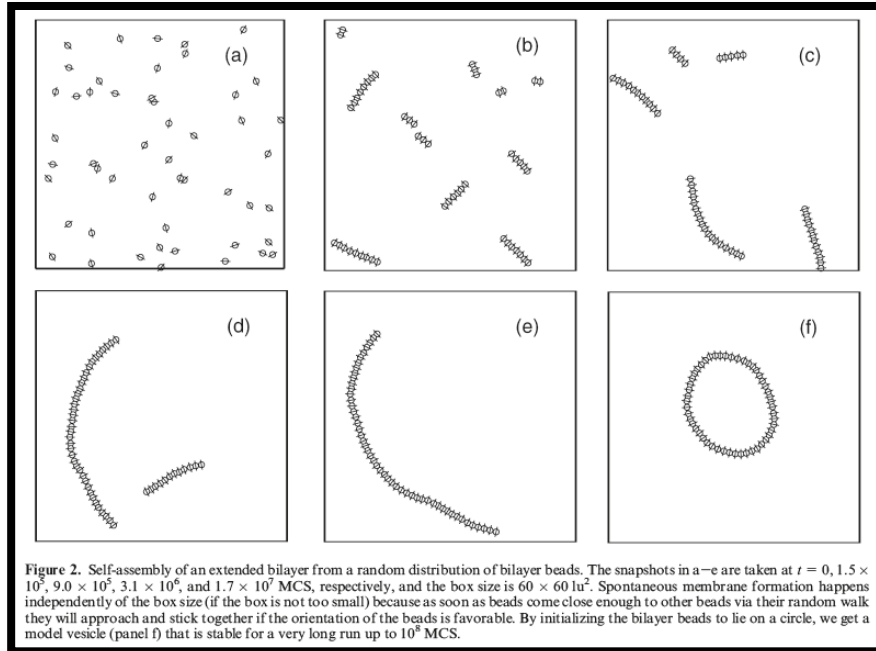 (a)
(b)
(c)
(d)
(e)
(f)
Figure 2. Self-assembly of an extended bilayer from a random distribution of bilayer beads. The snapshots in a−e are taken at t = 0, 1.5 ×
10⁵, 9.0 × 10⁵, 3.1 × 10⁶, and 1.7 × 10⁷ MCS, respectively, and the box size is 60 × 60 lu². Spontaneous membrane formation happens
independently of the box size (if the box is not too small) because as soon as beads come close enough to other beads via their random walk
they will approach and stick together if the orientation of the beads is favorable. By initializing the bilayer beads to lie on a circle, we get a
model vesicle (panel f) that is stable for a very long run up to 10⁸ MCS.